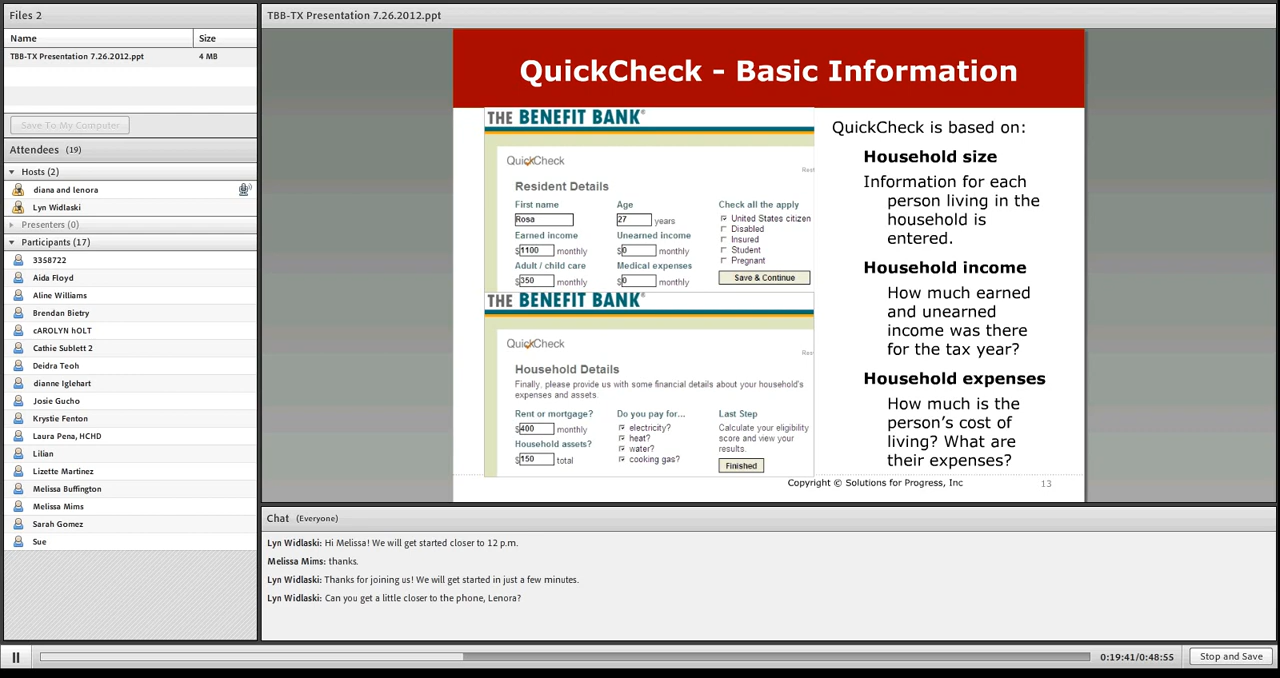 Files 2
Name Size
TBB-TX Presentation 7.26.2012.ppt 4 MB
Save To My Computer
Attendees (19)
Hosts (2)
diana and lenora
Lyn Widlaski
Presenters (0)
Participants (17)
3358722
Aida Floyd
Aline Williams
Brendan Bietry
cAROLYN hOLT
Cathie Sublett 2
Deidra Teoh
dianne Iglehart
Josie Gucho
Krystie Fenton
Laura Pena, HCHD
Lilian
Lizette Martinez
Melissa Buffington
Melissa Mims
Sarah Gomez
Sue
TBB-TX Presentation 7.26.2012.ppt
QuickCheck - Basic Information
THE BENEFIT BANK®
QuickCheck
Resident Details
First name Age Check all the apply
Rosa 27 years United States citizen
Disabled
Earned income Unearned income Insured
$1100 monthly $0 monthly Student
Pregnant
Adult / child care Medical expenses
$350 monthly $0 monthly Save & Continue
THE BENEFIT BANK®
QuickCheck
Household Details
Finally, please provide us with some financial details about your household's
expenses and assets.
Rent or mortgage? Do you pay for... Last Step
$400 monthly electricity? Calculate your eligibility
heat? score and view your
Household assets? water? results.
$150 total cooking gas? Finished
QuickCheck is based on:
Household size
Information for each
person living in the
household is
entered.
Household income
How much earned
and unearned
income was there
for the tax year?
Household expenses
How much is the
person's cost of
living? What are
their expenses?
Copyright © Solutions for Progress, Inc 13
Chat (Everyone)
Lyn Widlaski: Hi Melissa! We will get started closer to 12 p.m.
Melissa Mims: thanks.
Lyn Widlaski: Thanks for joining us! We will get started in just a few minutes.
Lyn Widlaski: Can you get a little closer to the phone, Lenora?
0:19:41/0:48:55 Stop and Save